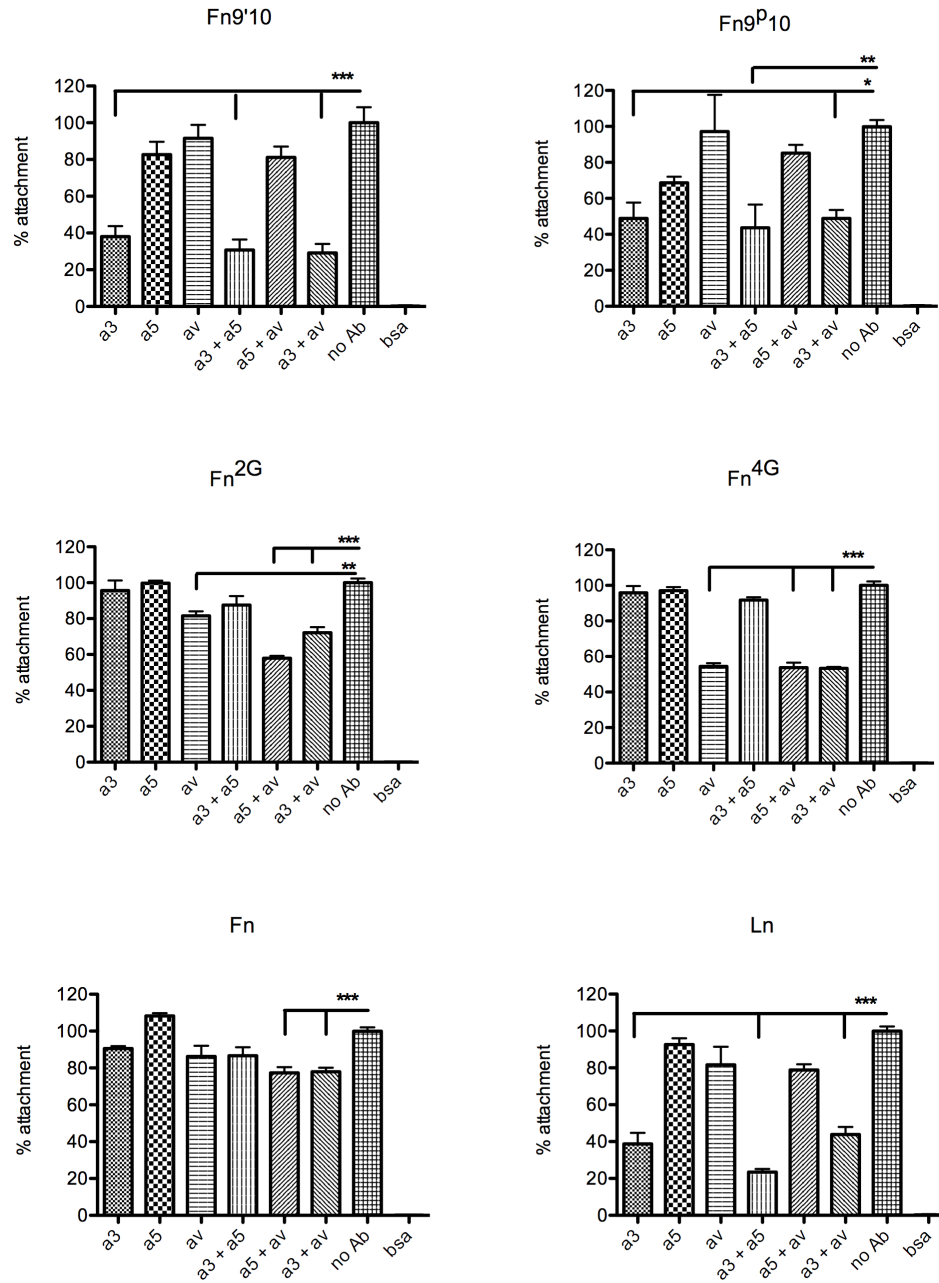 Fn9'10
% attachment
120
100
80
60
40
20
0
***
a3
a5
av
a3 + a5
a5 + av
a3 + av
no Ab
bsa
Fn9p10
% attachment
120
100
80
60
40
20
0
**
*
a3
a5
av
a3 + a5
a5 + av
a3 + av
no Ab
bsa
Fn2G
% attachment
120
100
80
60
40
20
0
***
**
a3
a5
av
a3 + a5
a5 + av
a3 + av
no Ab
bsa
Fn4G
% attachment
120
100
80
60
40
20
0
***
a3
a5
av
a3 + a5
a5 + av
a3 + av
no Ab
bsa
Fn
% attachment
120
100
80
60
40
20
0
***
a3
a5
av
a3 + a5
a5 + av
a3 + av
no Ab
bsa
Ln
% attachment
120
100
80
60
40
20
0
***
a3
a5
av
a3 + a5
a5 + av
a3 + av
no Ab
bsa